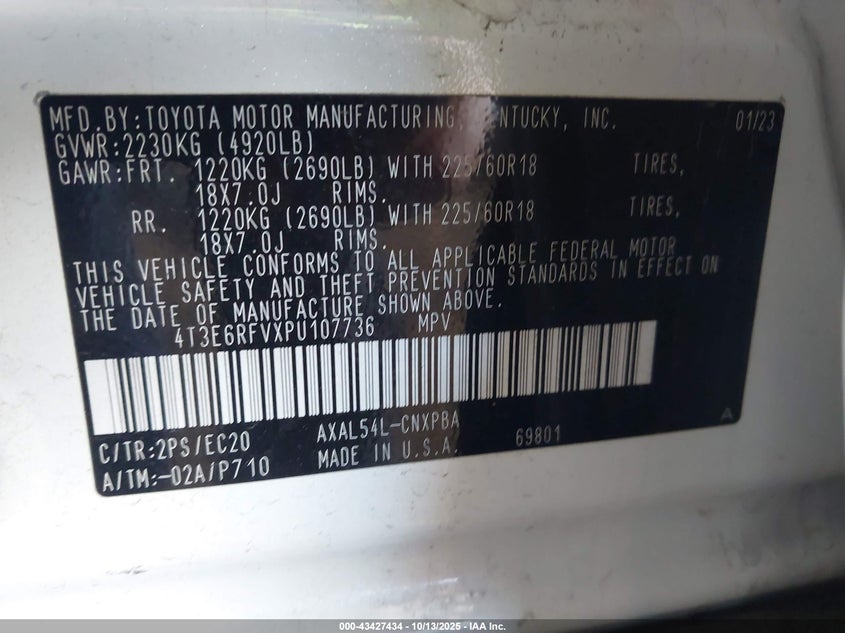 MFD.BY:TOYOTA MOTOR MANUFACTURING, INC. 01/23
GVWR:2230KG (4920LB)
GAWR:FRT. 1220KG (2690LB) WITH 225/60R18 TIRES,
18X7.0J RIMS.
RR. 1220KG (2690LB) WITH 225/60R18 TIRES,
18X7.0J RIMS.
THIS VEHICLE CONFORMS TO ALL APPLICABLE FEDERAL MOTOR
VEHICLE SAFETY AND THEFT PREVENTION STANDARDS IN EFFECT ON
THE DATE OF MANUFACTURE SHOWN ABOVE.
4T3E6RFVXPU107736 MPV
C/TR:2PS/EC20 AXAL54L-CNXPBA 69801 A
A/TM:-02A/P710 MADE IN U.S.A.
000-43427434 - 10/13/2025 - IAA Inc.